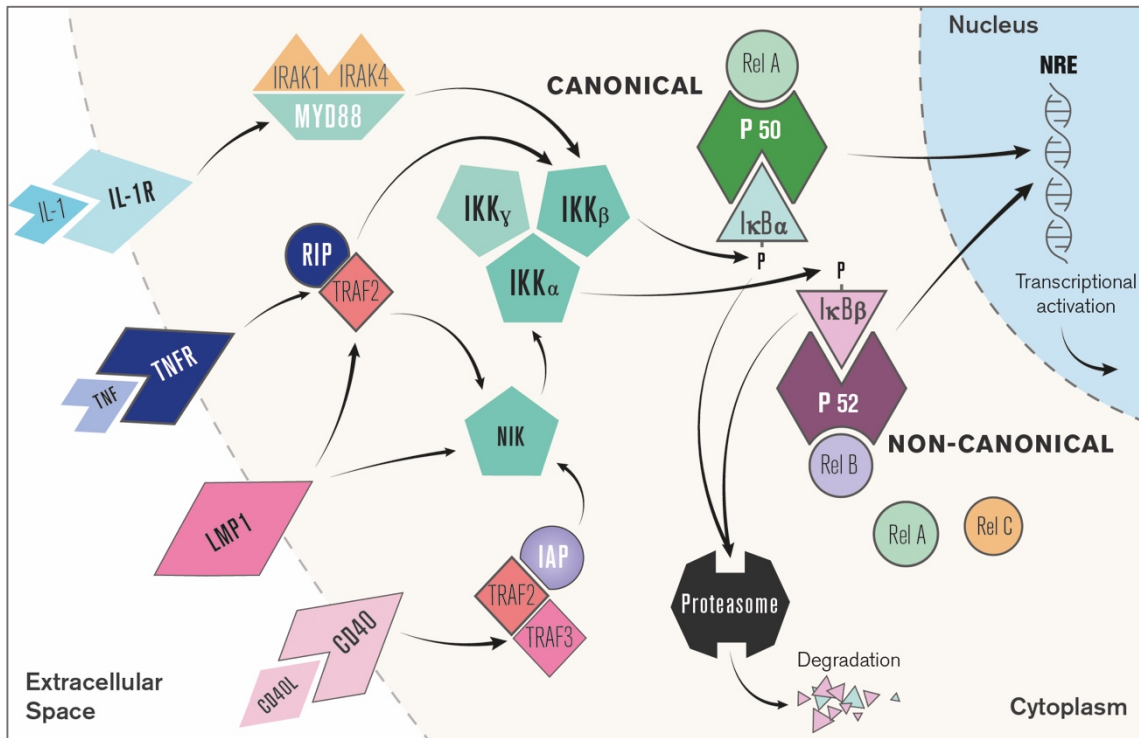 Nucleus
NRE
Transcriptional
activation
IRAK1
IRAK4
MYD88
CANONICAL
Rel A
P 50
IκBα
P
IL-1
IL-1R
IKKɣ
IKKβ
IKKα
RIP
TRAF2
P
IκBβ
P 52
Rel B
NON-CANONICAL
Rel A
Rel C
TNF
TNFR
NIK
LMP1
IAP
TRAF2
TRAF3
CD40L
CD40
Proteasome
Degradation
Extracellular
Space
Cytoplasm